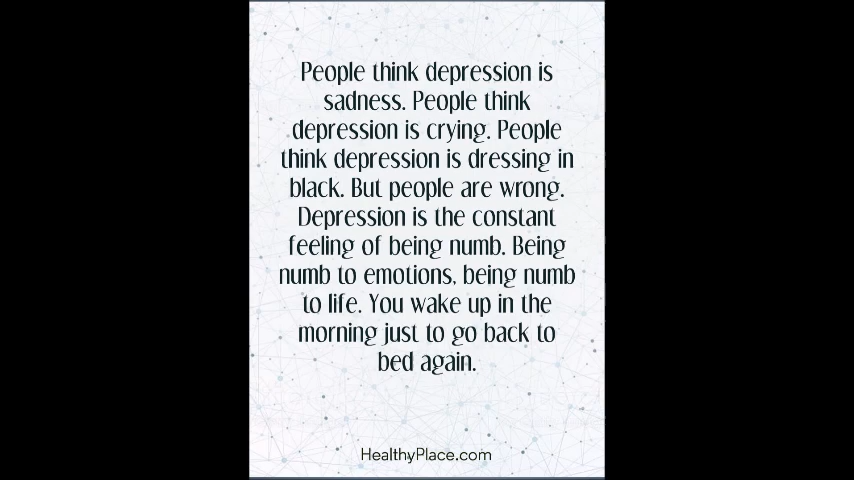 People think depression is
sadness. People think
depression is crying. People
think depression is dressing in
black. But people are wrong.
Depression is the constant
feeling of being numb. Being
numb to emotions, being numb
to life. You wake up in the
morning just to go back to
bed again.
HealthyPlace.com